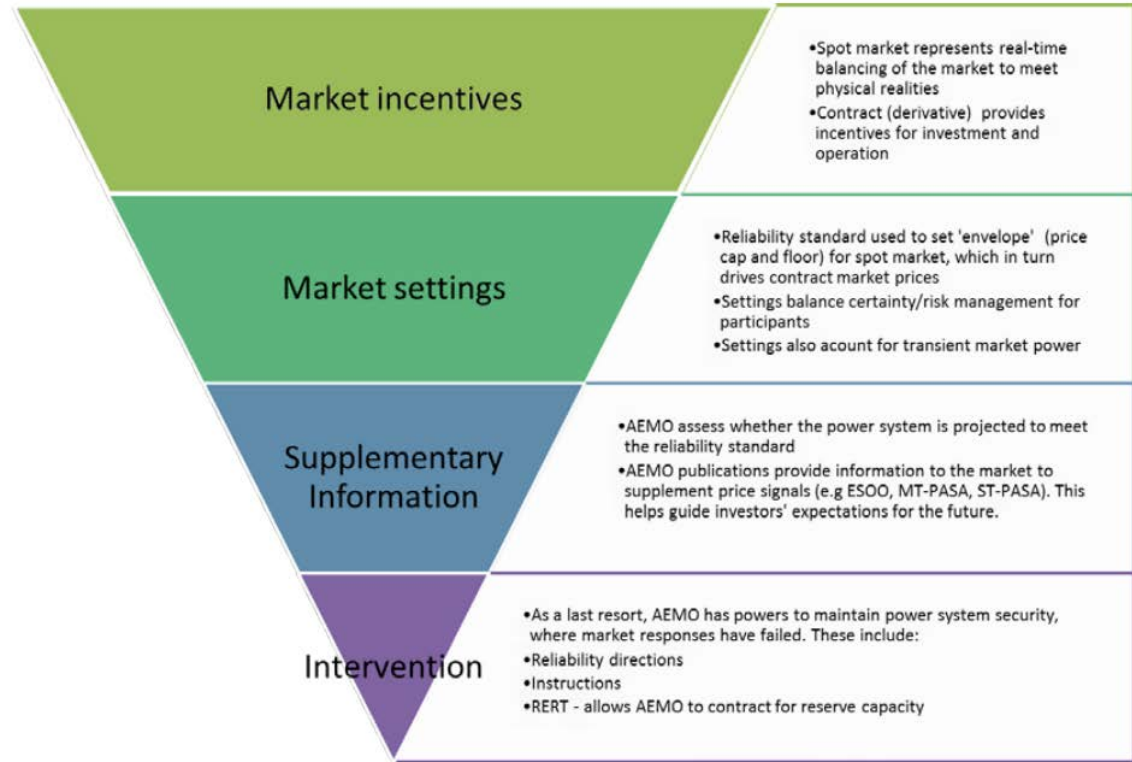 Market incentives
•Spot market represents real-time
balancing of the market to meet
physical realities
•Contract (derivative)  provides
incentives for investment and
operation
Market settings
•Reliability standard used to set 'envelope'  (price
cap and floor) for spot market, which in turn
drives contract market prices
•Settings balance certainty/risk management for
participants
•Settings also acount for transient market power
Supplementary
Information
•AEMO assess whether the power system is projected to meet
the reliability standard
•AEMO publications provide information to the market to
supplement price signals (e.g ESOO, MT-PASA, ST-PASA). This
helps guide investors' expectations for the future.
Intervention
•As a last resort, AEMO has powers to maintain power system security,
where market responses have failed. These include:
•Reliability directions
•Instructions
•RERT - allows AEMO to contract for reserve capacity